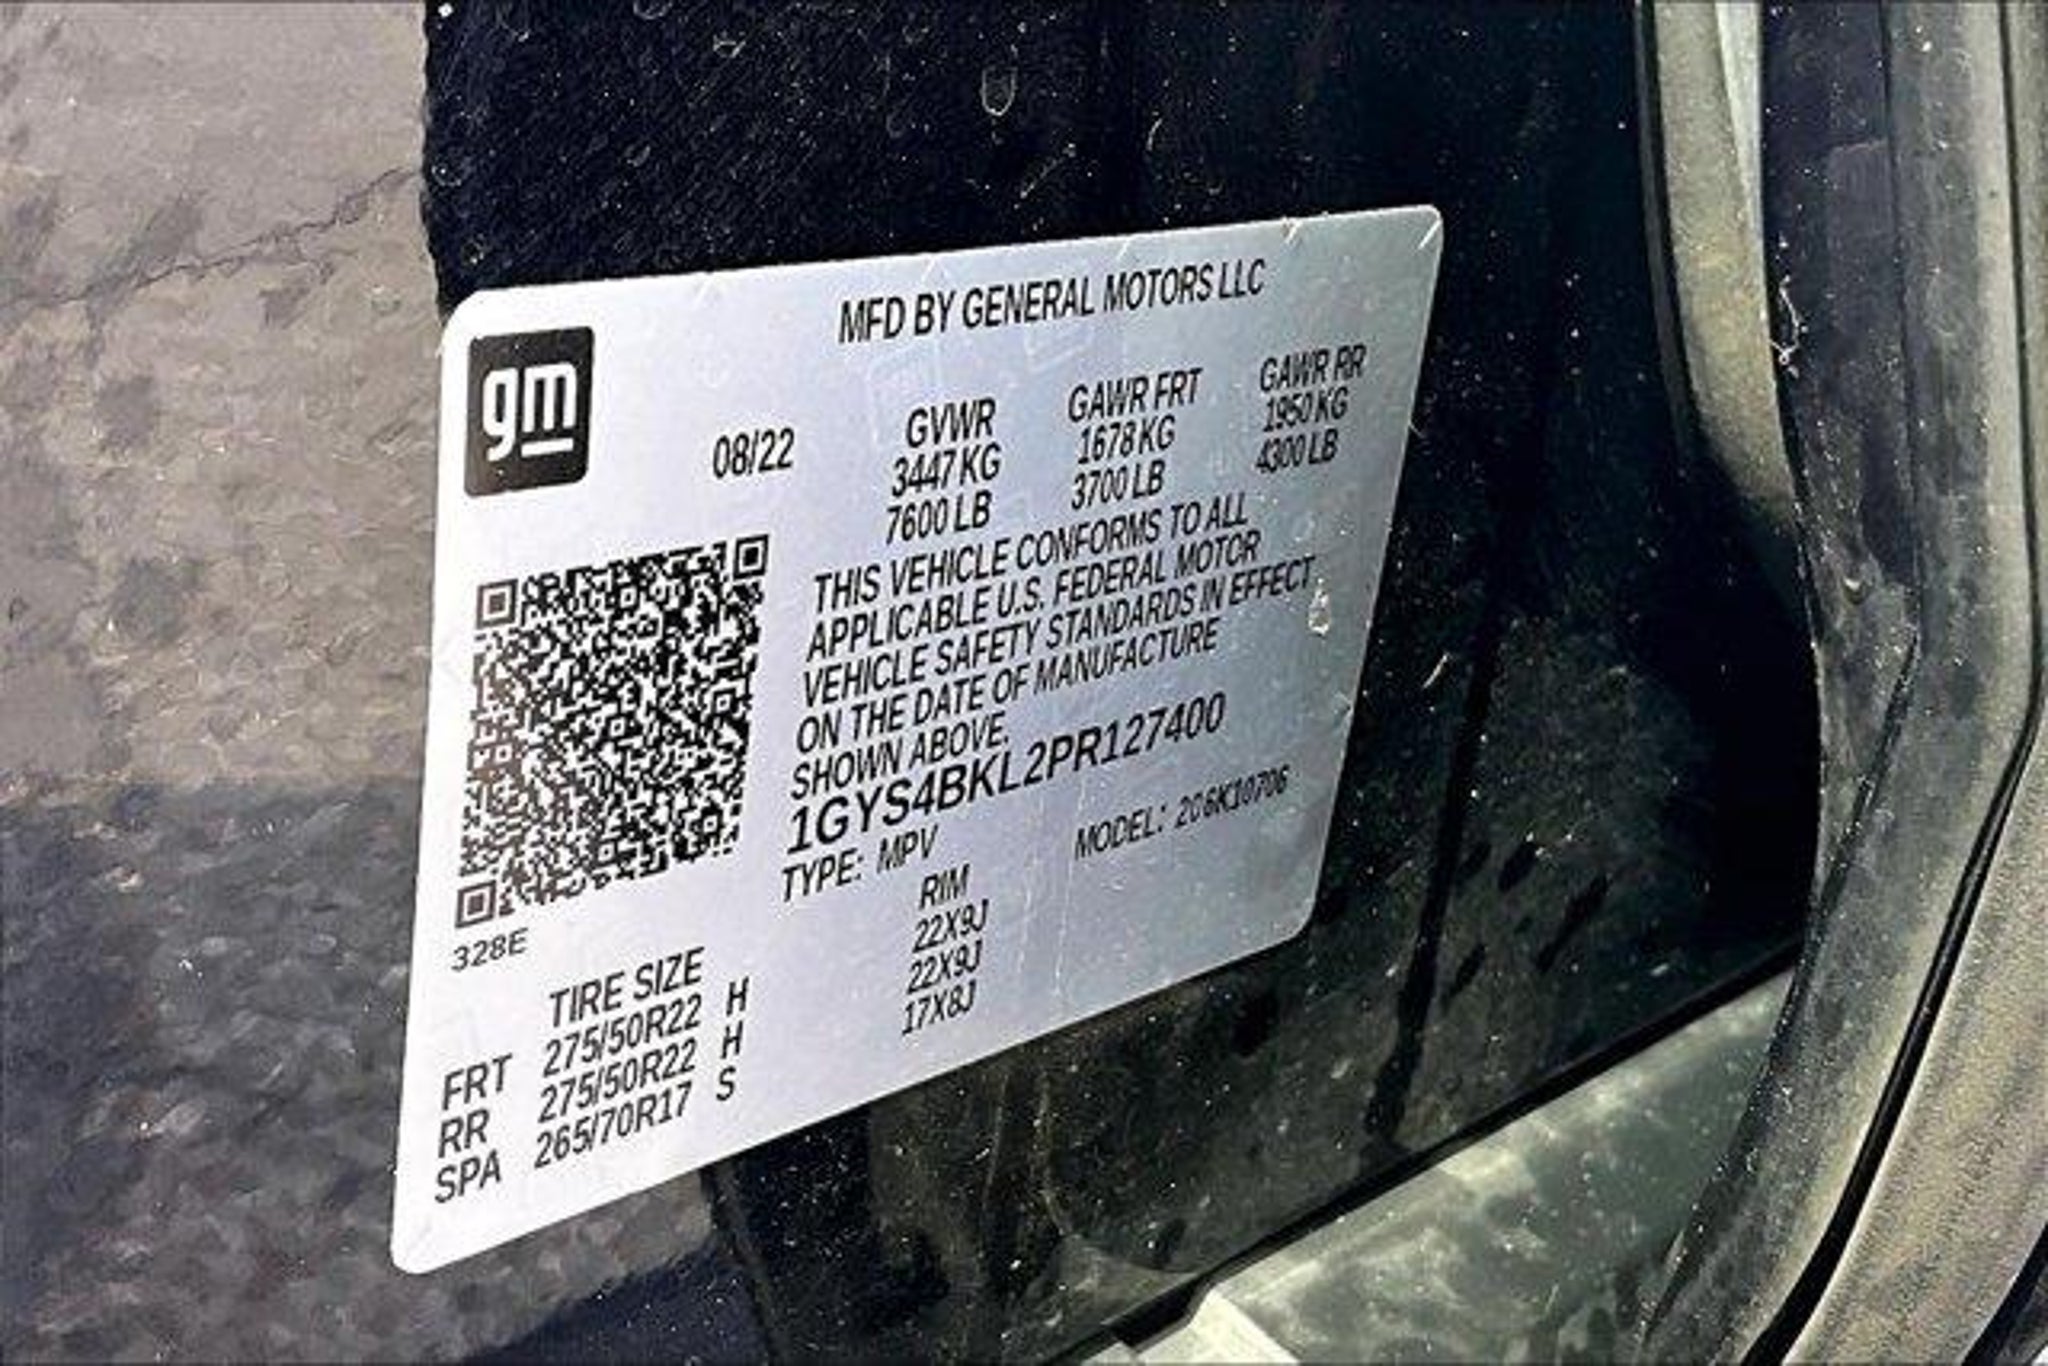 MFD BY GENERAL MOTORS LLC
gm
08/22
GVWR GAWR FRT GAWR RR
3447 KG 1678 KG 1950 KG
7600 LB 3700 LB 4300 LB
THIS VEHICLE CONFORMS TO ALL
APPLICABLE U.S. FEDERAL MOTOR
VEHICLE SAFETY STANDARDS IN EFFECT
ON THE DATE OF MANUFACTURE
SHOWN ABOVE.
1GYS4BKL2PR127400
TYPE: MPV MODEL: 206K10706
328E
TIRE SIZE RIM
FRT 275/50R22 H 22X9J
RR 275/50R22 H 22X9J
SPA 265/70R17 S 17X8J